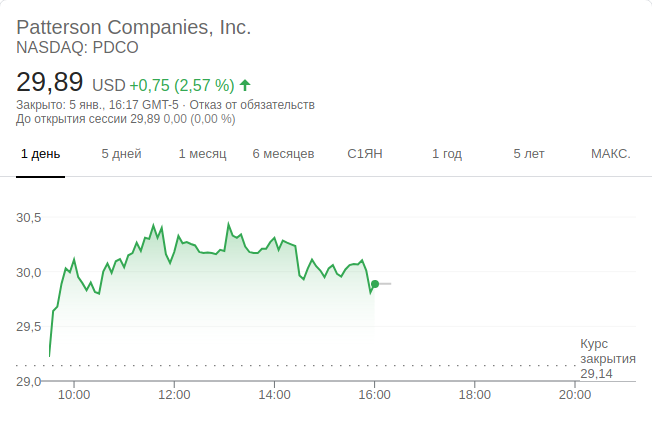 Patterson Companies, Inc.
NASDAQ: PDCO
29,89 USD +0,75 (2,57 %)
Закрыто: 5 янв., 16:17 GMT-5 · Отказ от обязательств
До открытия сессии 29,89 0,00 (0,00 %)
1 день 5 дней 1 месяц 6 месяцев С1ЯН 1 год 5 лет МАКС.
30,5
30,0
29,5
Курс
закрытия
29,14
29,0
10:00 12:00 14:00 16:00 18:00 20:00